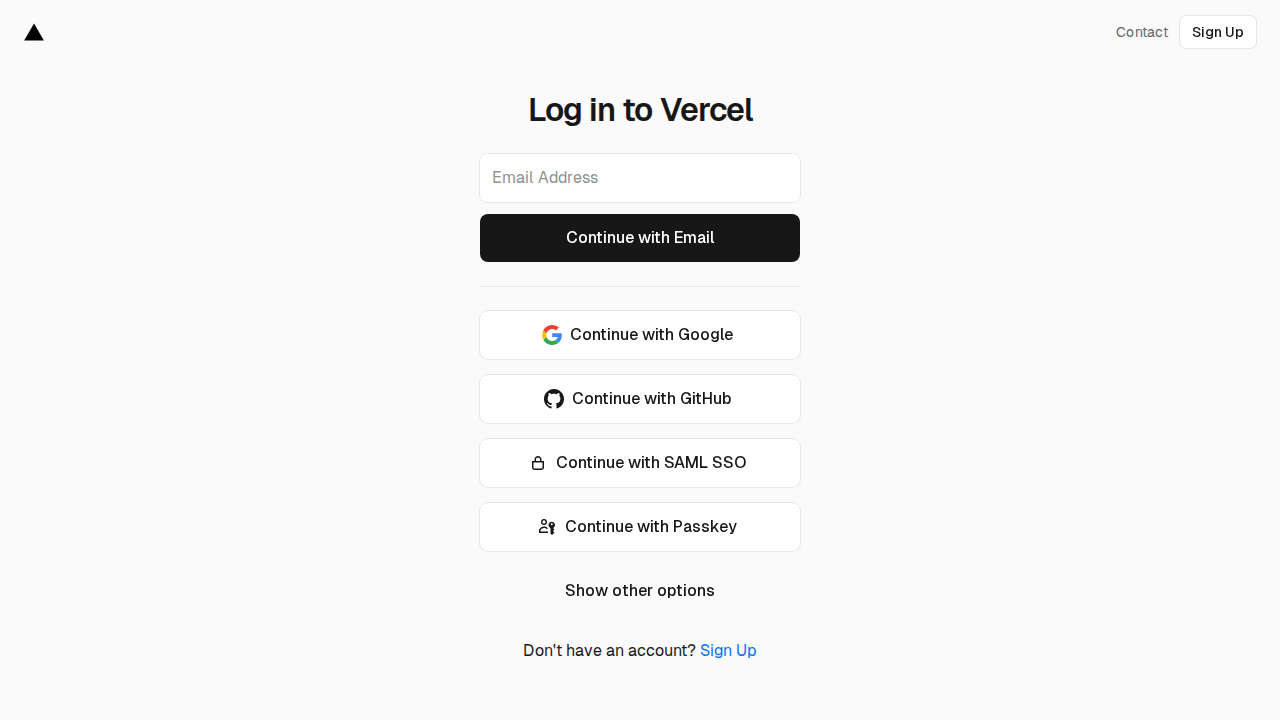 Contact
Sign Up
Log in to Vercel
Email Address
Continue with Email
Continue with Google
Continue with GitHub
Continue with SAML SSO
Continue with Passkey
Show other options
Don't have an account? Sign Up